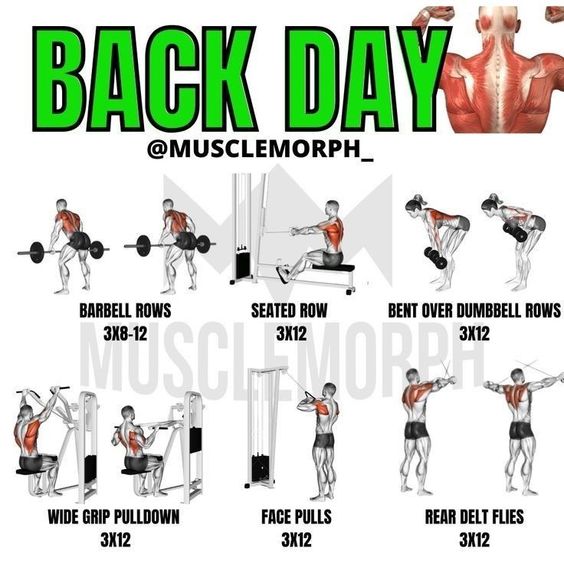 BACK DAY
@MUSCLEMORPH_
BARBELL ROWS
3X8-12
SEATED ROW
3X12
BENT OVER DUMBBELL ROWS
3X12
MUSCLEMORPH
WIDE GRIP PULLDOWN
3X12
FACE PULLS
3X12
REAR DELT FLIES
3X12